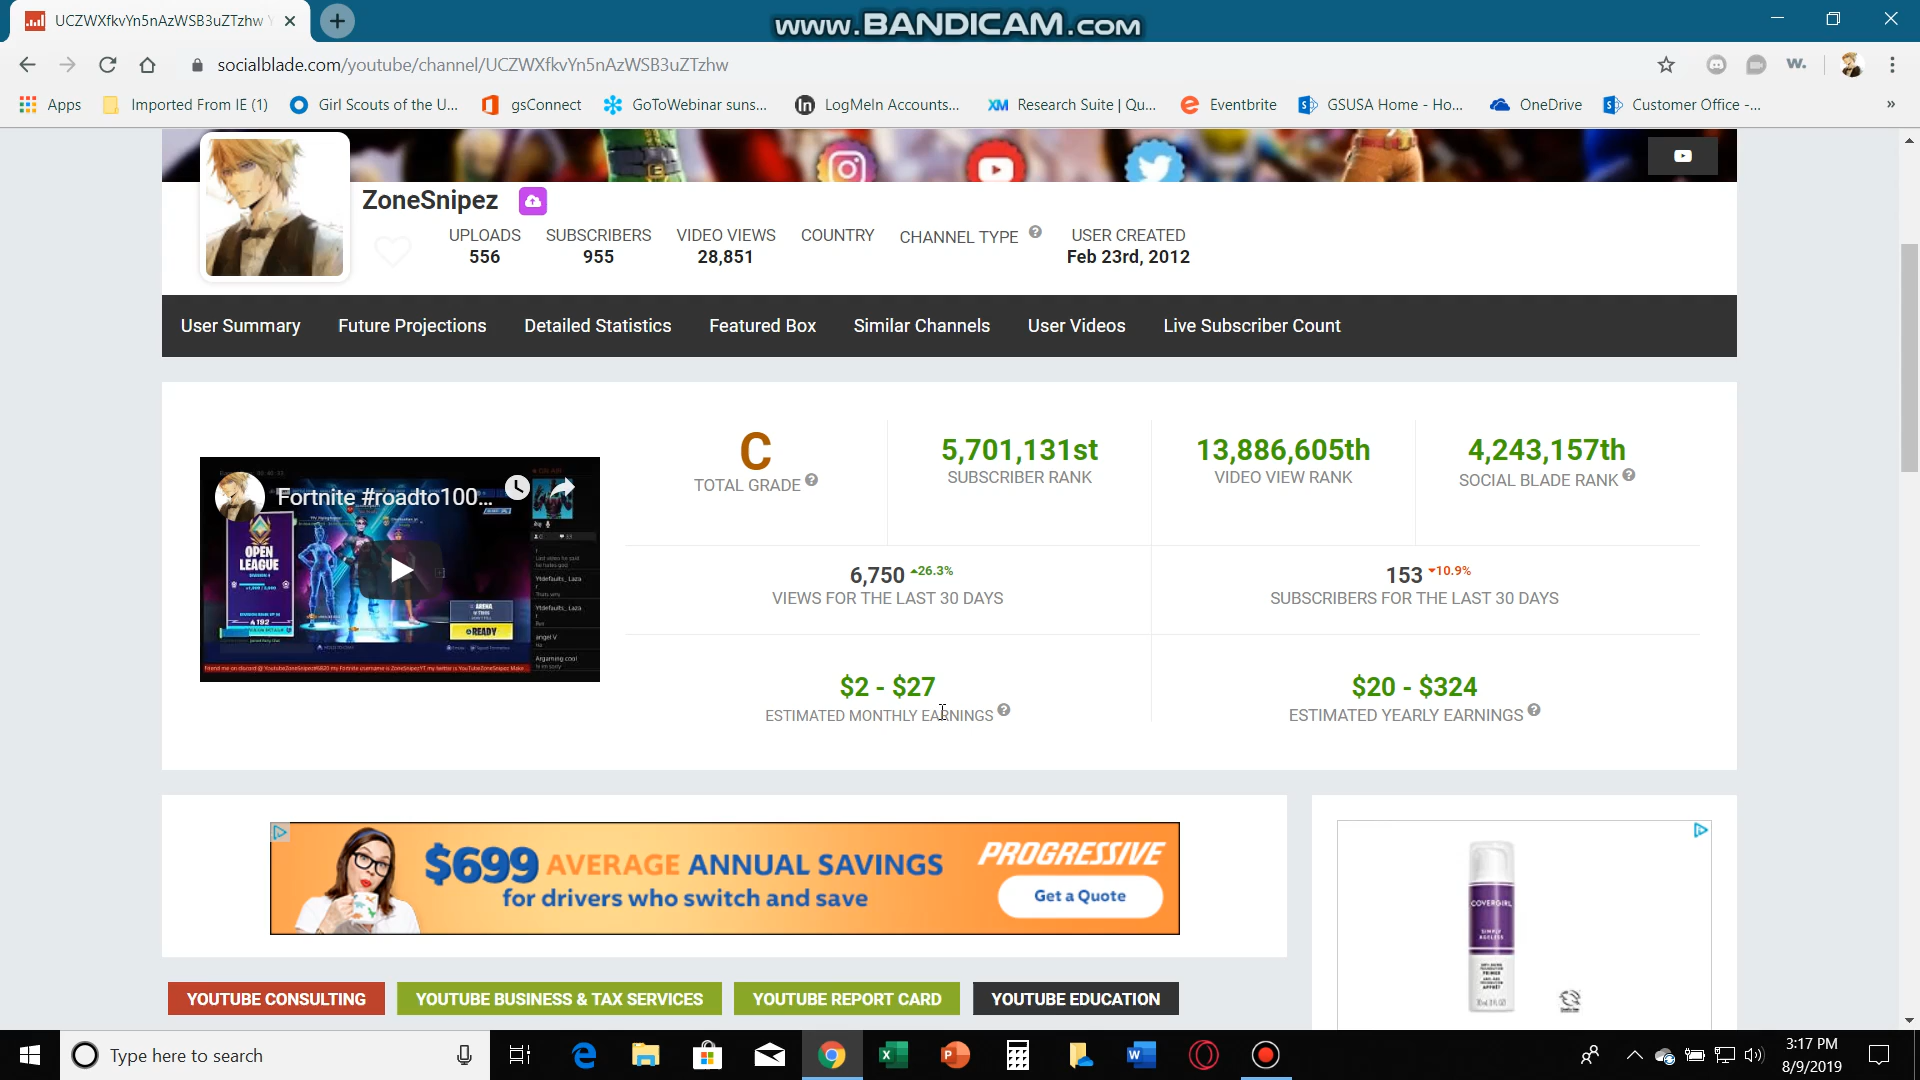 UCZWXfkvYn5nAzWSB3uZTzhw Y
www.BANDICAM.com
socialblade.com/youtube/channel/UCZWXfkvYn5nAzWSB3uZTzhw
Apps
Imported From IE (1)
Girl Scouts of the U...
gsConnect
GoToWebinar suns...
LogMeIn Accounts...
XM Research Suite | Qu...
Eventbrite
GSUSA Home - Ho...
OneDrive
Customer Office -...
ZoneSnipez
UPLOADS SUBSCRIBERS VIDEO VIEWS COUNTRY CHANNEL TYPE USER CREATED
556 955 28,851 Feb 23rd, 2012
User Summary Future Projections Detailed Statistics Featured Box Similar Channels User Videos Live Subscriber Count
Fortnite #roadto100...
OPEN
LEAGUE
READY
C
TOTAL GRADE
5,701,131st
SUBSCRIBER RANK
13,886,605th
VIDEO VIEW RANK
4,243,157th
SOCIAL BLADE RANK
6,750 26.3%
VIEWS FOR THE LAST 30 DAYS
153 10.9%
SUBSCRIBERS FOR THE LAST 30 DAYS
$2 - $27
ESTIMATED MONTHLY EARNINGS
$20 - $324
ESTIMATED YEARLY EARNINGS
$699 AVERAGE ANNUAL SAVINGS
for drivers who switch and save
PROGRESSIVE
Get a Quote
COVERGIRL
SIMPLY
AGELESS
YOUTUBE CONSULTING
YOUTUBE BUSINESS & TAX SERVICES
YOUTUBE REPORT CARD
YOUTUBE EDUCATION
Type here to search
3:17 PM
8/9/2019